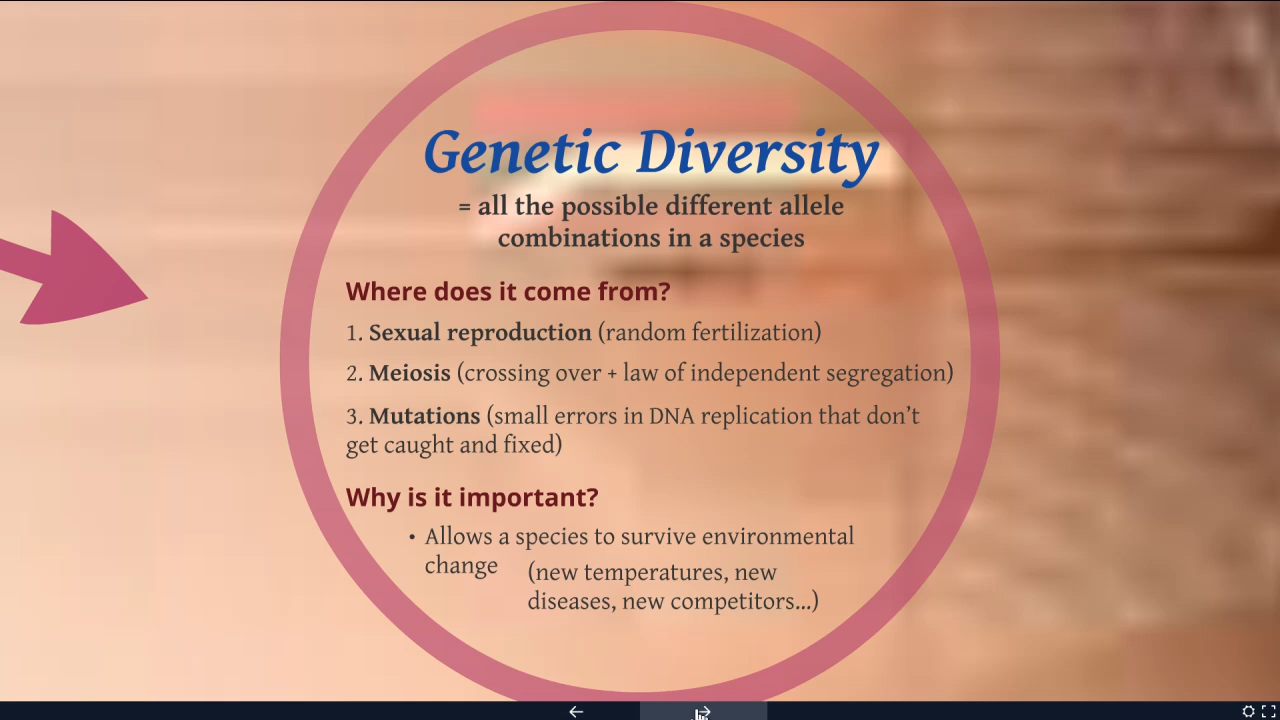 Genetic Diversity
= all the possible different allele
combinations in a species
Where does it come from?
1. Sexual reproduction (random fertilization)
2. Meiosis (crossing over + law of independent segregation)
3. Mutations (small errors in DNA replication that don’t
get caught and fixed)
Why is it important?
• Allows a species to survive environmental
change
(new temperatures, new
diseases, new competitors...)